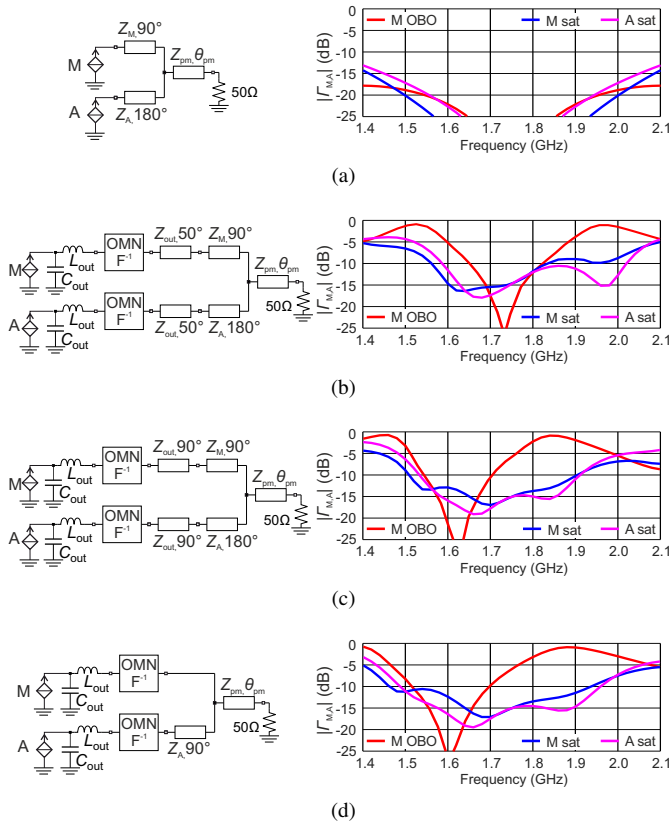 Z_M,90°
Z_pm,θ_pm
M
A
50Ω
Z_A,180°
|Γ_M,A| (dB)
0
-5
-10
-15
-20
-25
M OBO
M sat
A sat
1.4 1.5 1.6 1.7 1.8 1.9 2.0 2.1
Frequency (GHz)
(a)
OMN
F⁻¹
Z_out,50°
Z_M,90°
L_out
C_out
M
Z_pm,θ_pm
50Ω
OMN
F⁻¹
L_out
C_out
A
Z_out,50°
Z_A,180°
|Γ_M,A| (dB)
0
-5
-10
-15
-20
-25
M OBO
M sat
A sat
1.4 1.5 1.6 1.7 1.8 1.9 2.0 2.1
Frequency (GHz)
(b)
OMN
F⁻¹
Z_out,90°
Z_M,90°
L_out
C_out
M
Z_pm,θ_pm
50Ω
OMN
F⁻¹
L_out
C_out
A
Z_out,90°
Z_A,180°
|Γ_M,A| (dB)
0
-5
-10
-15
-20
-25
M OBO
M sat
A sat
1.4 1.5 1.6 1.7 1.8 1.9 2.0 2.1
Frequency (GHz)
(c)
OMN
F⁻¹
L_out
C_out
M
Z_pm,θ_pm
50Ω
OMN
F⁻¹
L_out
C_out
A
Z_A,90°
|Γ_M,A| (dB)
0
-5
-10
-15
-20
-25
M OBO
M sat
A sat
1.4 1.5 1.6 1.7 1.8 1.9 2.0 2.1
Frequency (GHz)
(d)